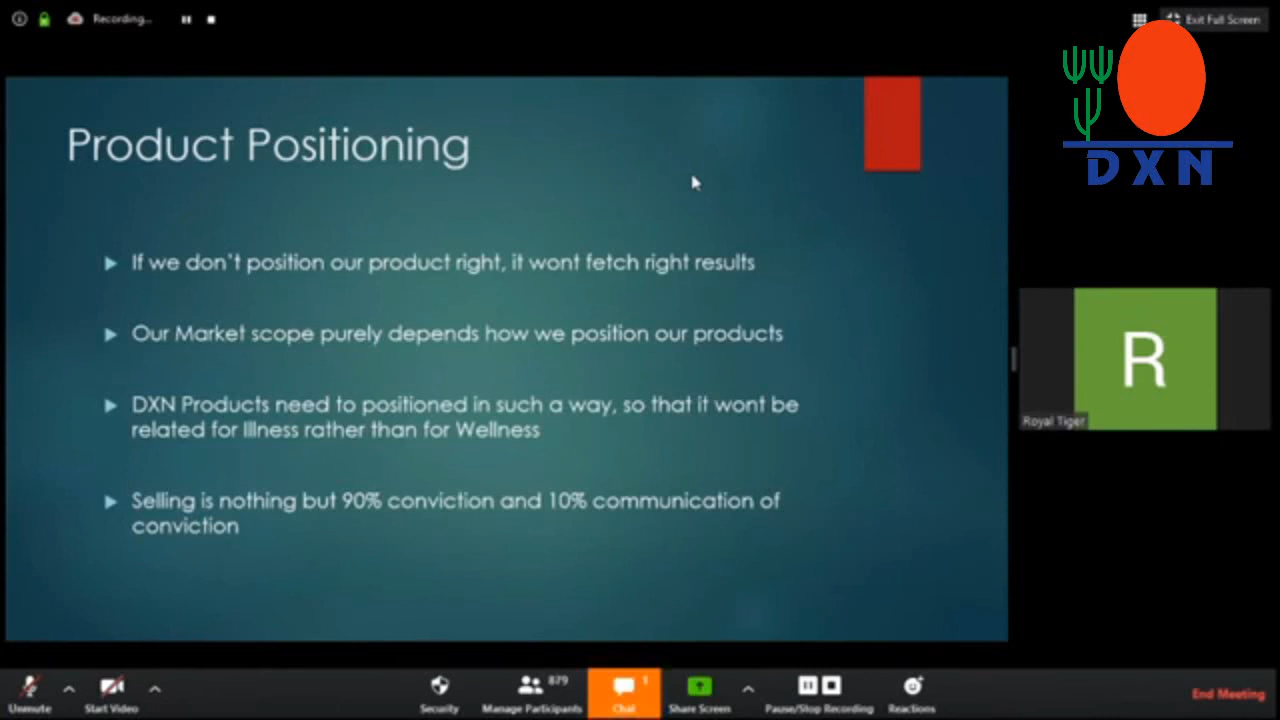 Recording...
Exit Full Screen
DXN
Product Positioning
If we don't position our product right, it wont fetch right results
Our Market scope purely depends how we position our products
DXN Products need to positioned in such a way, so that it wont be
related for Illness rather than for Wellness
Selling is nothing but 90% conviction and 10% communication of
conviction
R
Royal Tiger
Unmute
Start Video
Security
Manage Participants
879
Chat
1
Share Screen
Pause/Stop Recording
Reactions
End Meeting